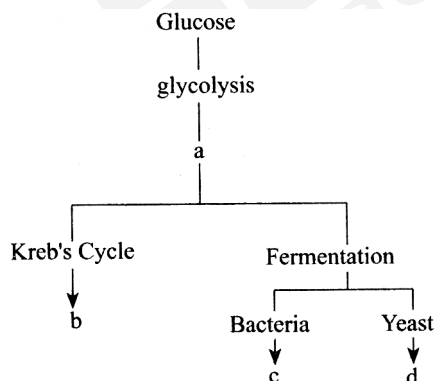 Glucose
glycolysis
a
Kreb's Cycle
Fermentation
b
Bacteria
Yeast
c
d